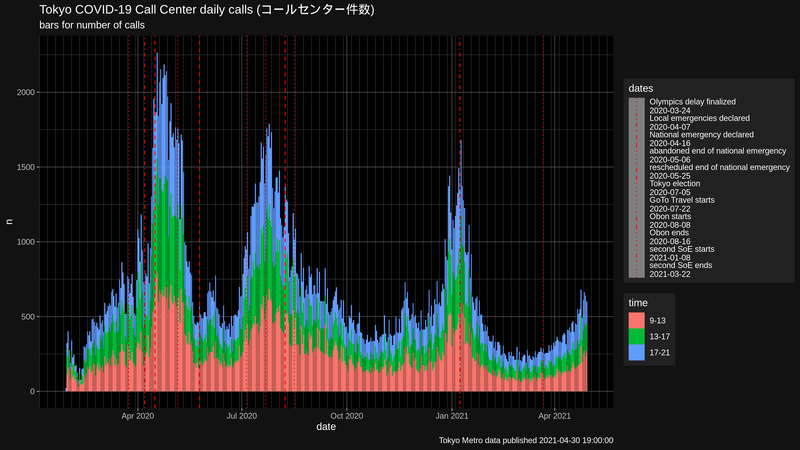 Tokyo COVID-19 Call Center daily calls (コールセンター件数)
bars for number of calls
2000
1500
1000
500
0
n
Apr 2020
Jul 2020
Oct 2020
Jan 2021
Apr 2021
date
Tokyo Metro data published 2021-04-30 19:00:00
dates
Olympics delay finalized
2020-03-24
Local emergencies declared
2020-04-07
National emergency declared
2020-04-16
abandoned end of national emergency
2020-05-06
rescheduled end of national emergency
2020-05-25
Tokyo election
2020-07-05
GoTo Travel starts
2020-07-22
Obon starts
2020-08-08
Obon ends
2020-08-16
second SoE starts
2021-01-08
second SoE ends
2021-03-22
time
9-13
13-17
17-21